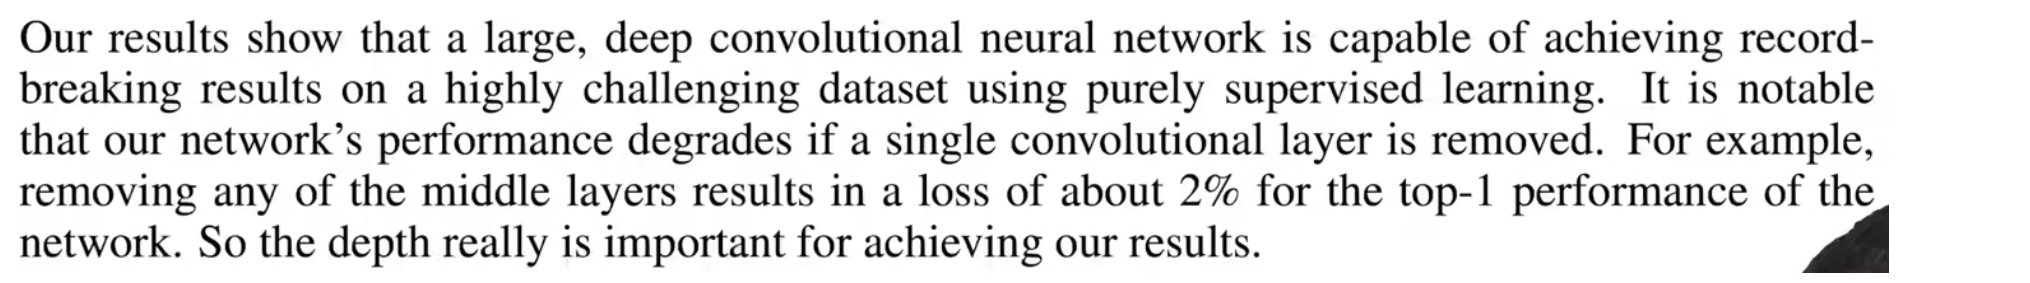 Our results show that a large, deep convolutional neural network is capable of achieving record-
breaking results on a highly challenging dataset using purely supervised learning. It is notable
that our network's performance degrades if a single convolutional layer is removed. For example,
removing any of the middle layers results in a loss of about 2% for the top-1 performance of the
network. So the depth really is important for achieving our results.